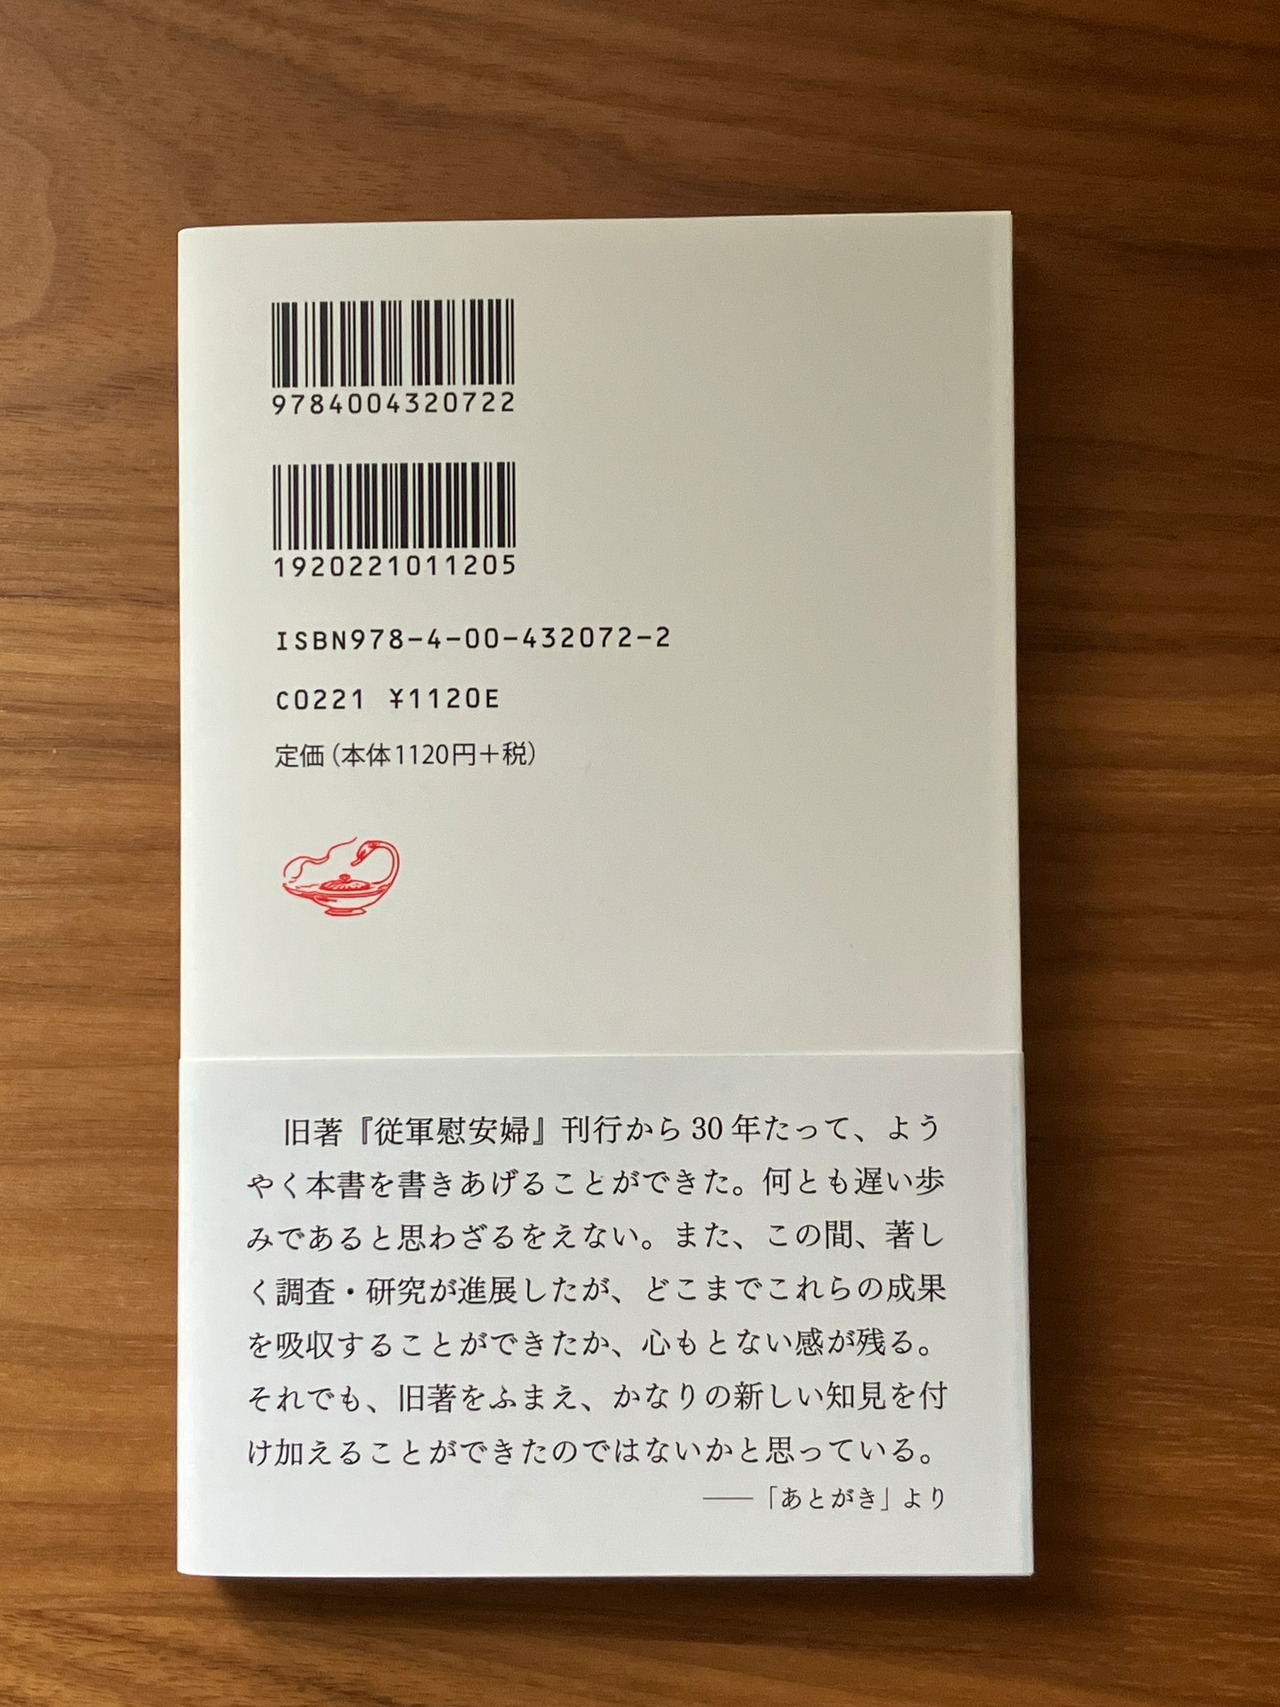 9784004320722
1920221011205
ISBN978-4-00-432072-2
C0221 ¥1120E
定価(本体1120円+税)
旧著『従軍慰安婦』刊行から30年たって、よう
やく本書を書きあげることができた。何とも遅い歩
みであると思わざるをえない。また、この間、著し
く調査・研究が進展したが、どこまでこれらの成果
を吸収することができたか、心もとない感が残る。
それでも、旧著をふまえ、かなりの新しい知見を付
け加えることができたのではないかと思っている。
——「あとがき」より